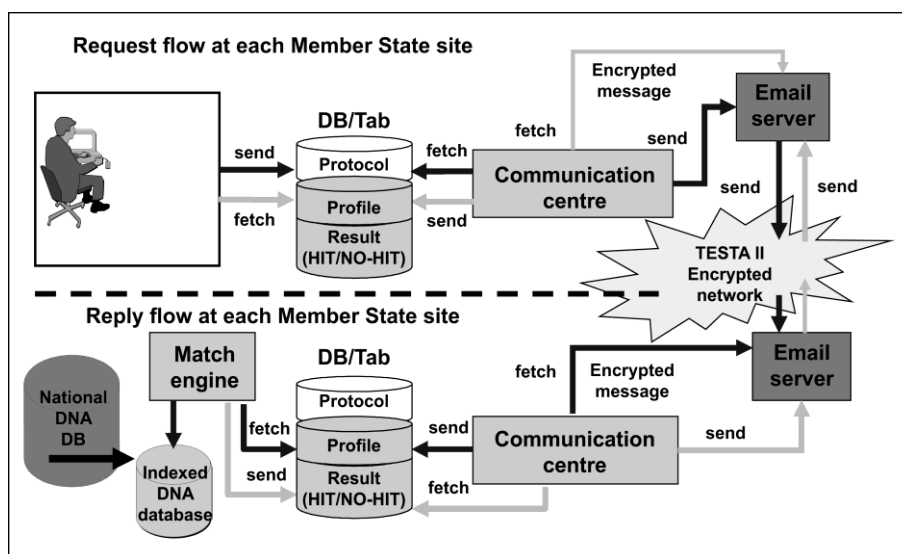 Request flow at each Member State site
Encrypted
message
Email
server
DB/Tab
fetch
send
Protocol
fetch
send
Communication
centre
send
send
fetch
Profile
send
Result
(HIT/NO-HIT)
TESTA II
Encrypted
network
Reply flow at each Member State site
Match
engine
DB/Tab
fetch
Encrypted
message
Email
server
Protocol
National
DNA
DB
fetch
send
Profile
Communication
centre
send
send
Indexed
DNA
database
Result
(HIT/NO-HIT)
fetch